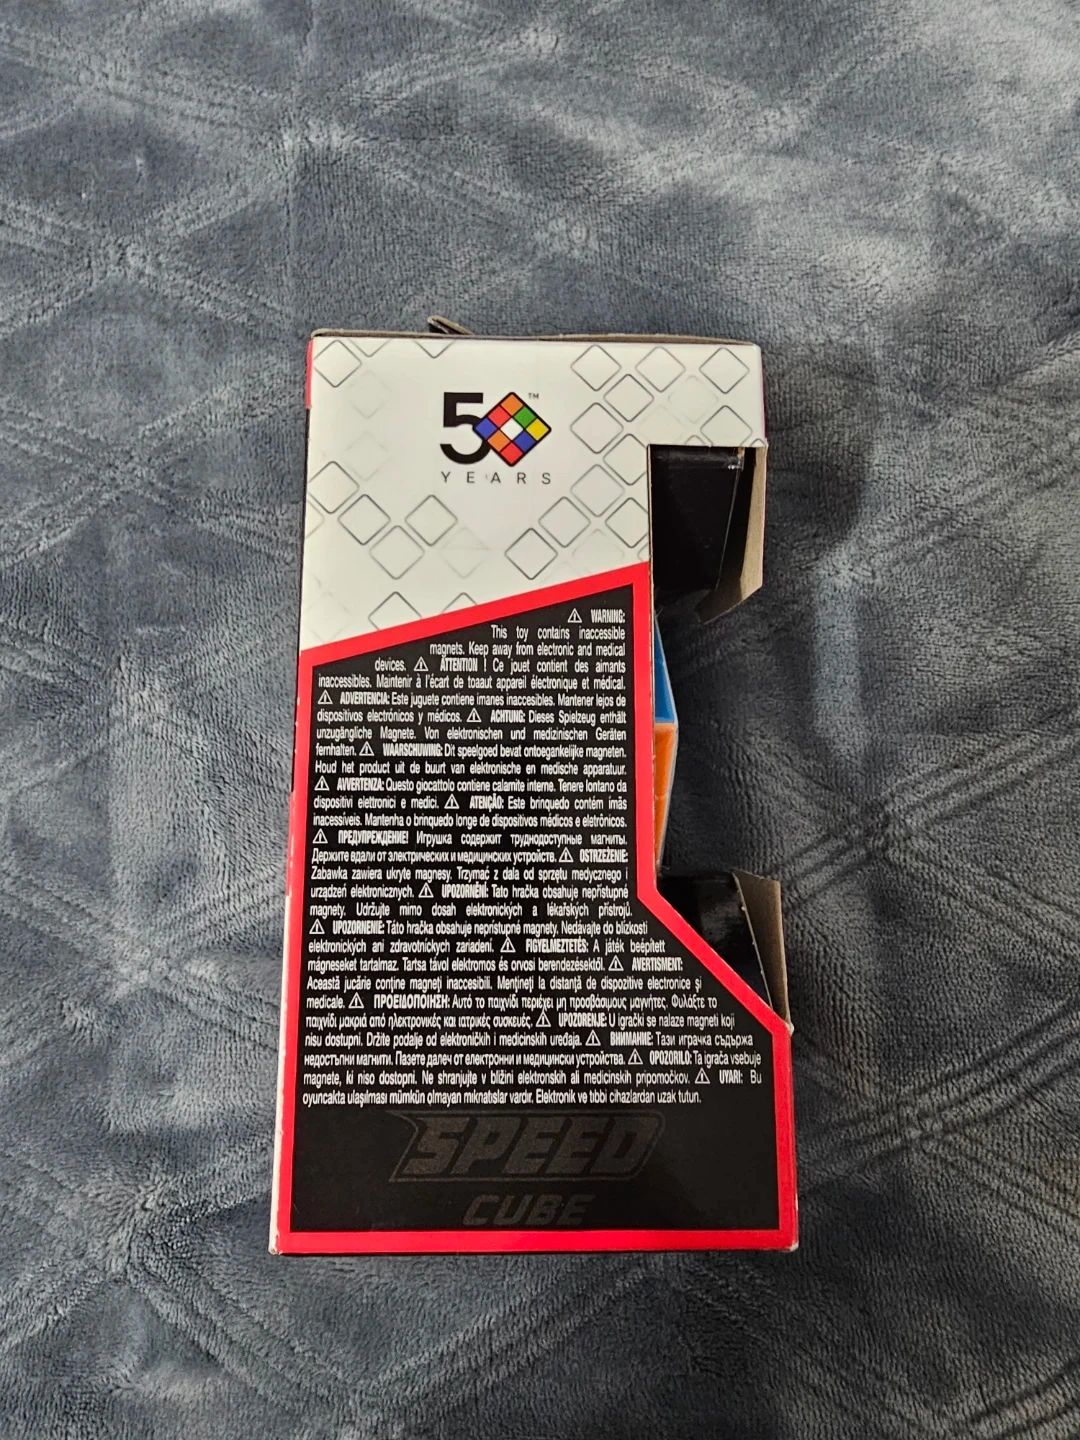 50™
YEARS
⚠ WARNING:
This toy contains inaccessible
magnets. Keep away from electronic and medical
devices. ⚠ ATTENTION ! Ce jouet contient des aimants
inaccessibles. Maintenir à l'écart de toaaut appareil électronique et médical.
⚠ ADVERTENCIA: Este juguete contiene imanes inaccesibles. Mantener lejos de
dispositivos electrónicos y médicos. ⚠ ACHTUNG: Dieses Spielzeug enthält
unzugängliche Magnete. Von elektronischen und medizinischen Geräten
fernhalten. ⚠ WAARSCHUWING: Dit speelgoed bevat ontoegankelijke magneten.
Houd het product uit de buurt van elektronische en medische apparatuur.
⚠ AVVERTENZA: Questo giocattolo contiene calamite interne. Tenere lontano da
dispositivi elettronici e medici. ⚠ ATENÇÃO: Este brinquedo contém ímãs
inacessíveis. Mantenha o brinquedo longe de dispositivos médicos e eletrônicos.
⚠ ПРЕДУПРЕЖДЕНИЕ! Игрушка содержит труднодоступные магниты.
Держите вдали от электрических и медицинских устройств. ⚠ OSTRZEŻENIE:
Zabawka zawiera ukryte magnesy. Trzymać z dala od sprzętu medycznego i
urządzeń elektronicznych. ⚠ UPOZORNĚNÍ: Tato hračka obsahuje nepřístupné
magnety. Udržujte mimo dosah elektronických a lékařských přístrojů.
⚠ UPOZORNENIE: Táto hračka obsahuje neprístupné magnety. Nedávajte do blízkosti
elektronických ani zdravotníckych zariadení. ⚠ FIGYELMEZTETÉS: A játék beépített
mágneseket tartalmaz. Tartsa távol elektromos és orvosi berendezésektől. ⚠ AVERTISMENT:
Această jucărie conține magneți inaccesibili. Mențineți la distanță de dispozitive electronice și
medicale. ⚠ ΠΡΟΕΙΔΟΠΟΙΗΣΗ: Αυτό το παιχνίδι περιέχει μη προσβάσιμους μαγνήτες. Φυλάξτε το
παιχνίδι μακριά από ηλεκτρονικές και ιατρικές συσκευές. ⚠ UPOZORENJE: U igrački se nalaze magneti koji
nisu dostupni. Držite podalje od elektroničkih i medicinskih uređaja. ⚠ ВНИМАНИЕ: Тази играчка съдържа
недостъпни магнити. Пазете далеч от електронни и медицински устройства. ⚠ OPOZORILO: Ta igrača vsebuje
magnete, ki niso dostopni. Ne shranjujte v bližini elektronskih ali medicinskih pripomočkov. ⚠ UYARI: Bu
oyuncakta ulaşılması mümkün olmayan mıknatıslar vardır. Elektronik ve tıbbi cihazlardan uzak tutun.
SPEED
CUBE